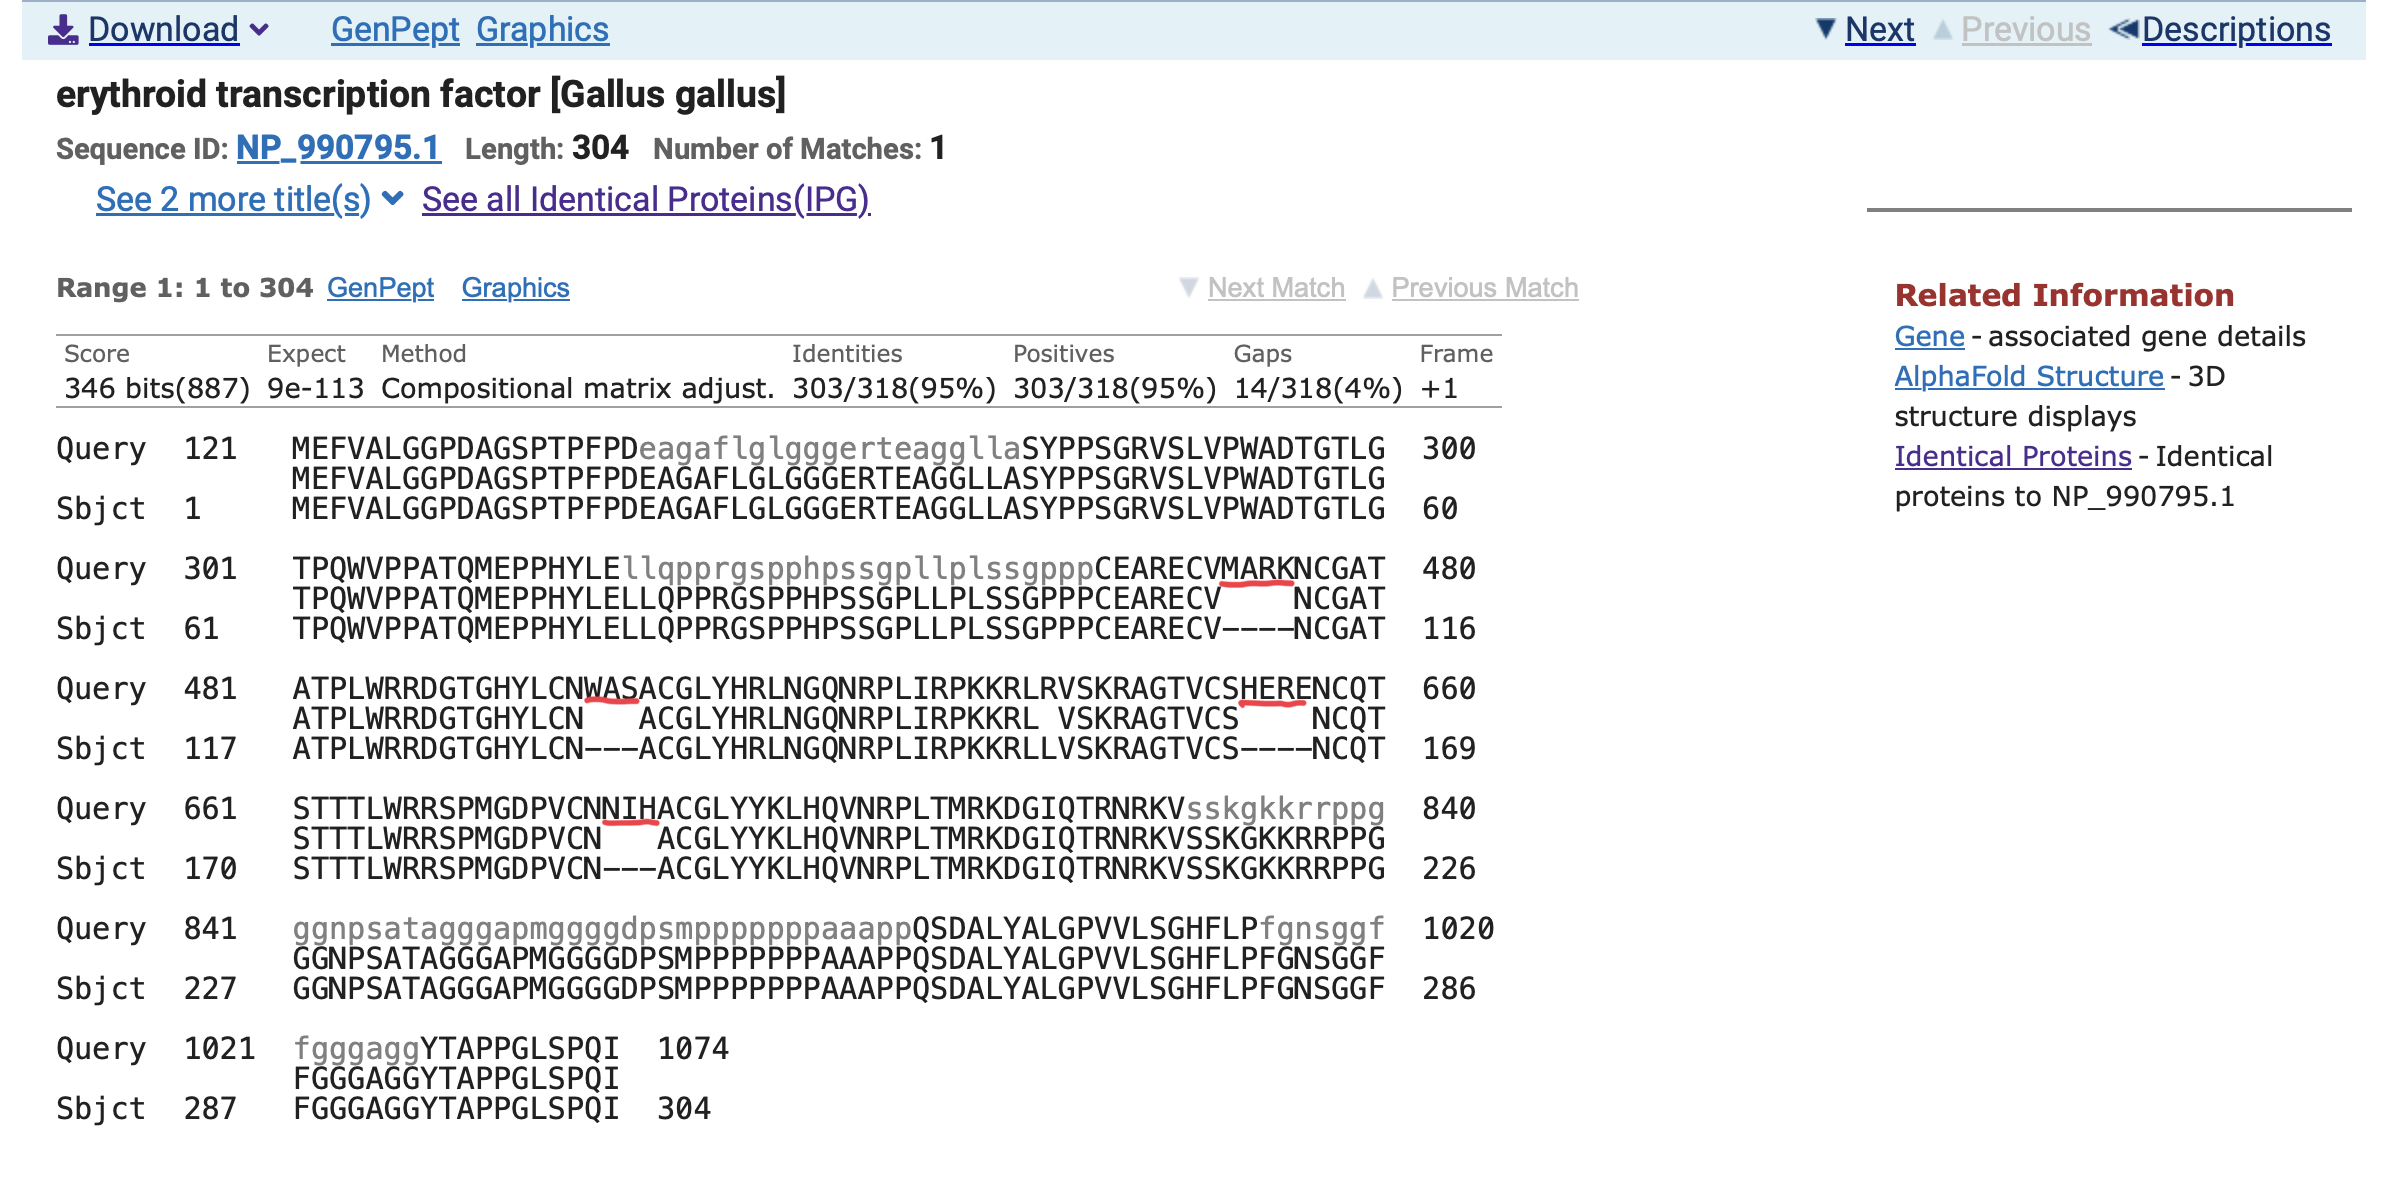 Download GenPept Graphics Next Previous Descriptions
erythroid transcription factor [Gallus gallus]
Sequence ID: NP_990795.1 Length: 304 Number of Matches: 1
See 2 more title(s) See all Identical Proteins(IPG)
Range 1: 1 to 304 GenPept Graphics Next Match Previous Match
Score Expect Method Identities Positives Gaps Frame
346 bits(887) 9e-113 Compositional matrix adjust. 303/318(95%) 303/318(95%) 14/318(4%) +1
Query 121 MEFVALGGPDAGSPTPFPDeagaflglgggerteaggllaSYPPSGRVSLVPWADTGTLG 300
MEFVALGGPDAGSPTPFPDEAGAFLGLGGGERTEAGGLLASYPPSGRVSLVPWADTGTLG
Sbjct 1 MEFVALGGPDAGSPTPFPDEAGAFLGLGGGERTEAGGLLASYPPSGRVSLVPWADTGTLG 60
Query 301 TPQWVPPATQMEPPHYLEllqpprgspphpssgpllplssgpppCEARECVMARKNCGAT 480
TPQWVPPATQMEPPHYLELLQPPRGSPPHPSSGPLLPLSSGPPPCEARECV    NCGAT
Sbjct 61 TPQWVPPATQMEPPHYLELLQPPRGSPPHPSSGPLLPLSSGPPPCEARECV----NCGAT 116
Query 481 ATPLWRRDGTGHYLCNWASACGLYHRLNGQNRPLIRPKKRLRVSKRAGTVCSHERENCQT 660
ATPLWRRDGTGHYLCN   ACGLYHRLNGQNRPLIRPKKRL VSKRAGTVCS    NCQT
Sbjct 117 ATPLWRRDGTGHYLCN---ACGLYHRLNGQNRPLIRPKKRLLVSKRAGTVCS----NCQT 169
Query 661 STTTLWRRSPMGDPVCNNIHACGLYYKLHQVNRPLTMRKDGIQTRNRKVsskgkkrrppg 840
STTTLWRRSPMGDPVCN   ACGLYYKLHQVNRPLTMRKDGIQTRNRKVSSKGKKRRPPG
Sbjct 170 STTTLWRRSPMGDPVCN---ACGLYYKLHQVNRPLTMRKDGIQTRNRKVSSKGKKRRPPG 226
Query 841 ggnpsatagggapmggggdpsmpppppppaaappQSDALYALGPVVLSGHFLPfgnsggf 1020
GGNPSATAGGGAPMGGGGDPSMPPPPPPPAAAPPQSDALYALGPVVLSGHFLPFGNSGGF
Sbjct 227 GGNPSATAGGGAPMGGGGDPSMPPPPPPPAAAPPQSDALYALGPVVLSGHFLPFGNSGGF 286
Query 1021 fgggaggYTAPPGLSPQI 1074
FGGGAGGYTAPPGLSPQI
Sbjct 287 FGGGAGGYTAPPGLSPQI 304
Related Information
Gene - associated gene details
AlphaFold Structure - 3D
structure displays
Identical Proteins - Identical
proteins to NP_990795.1